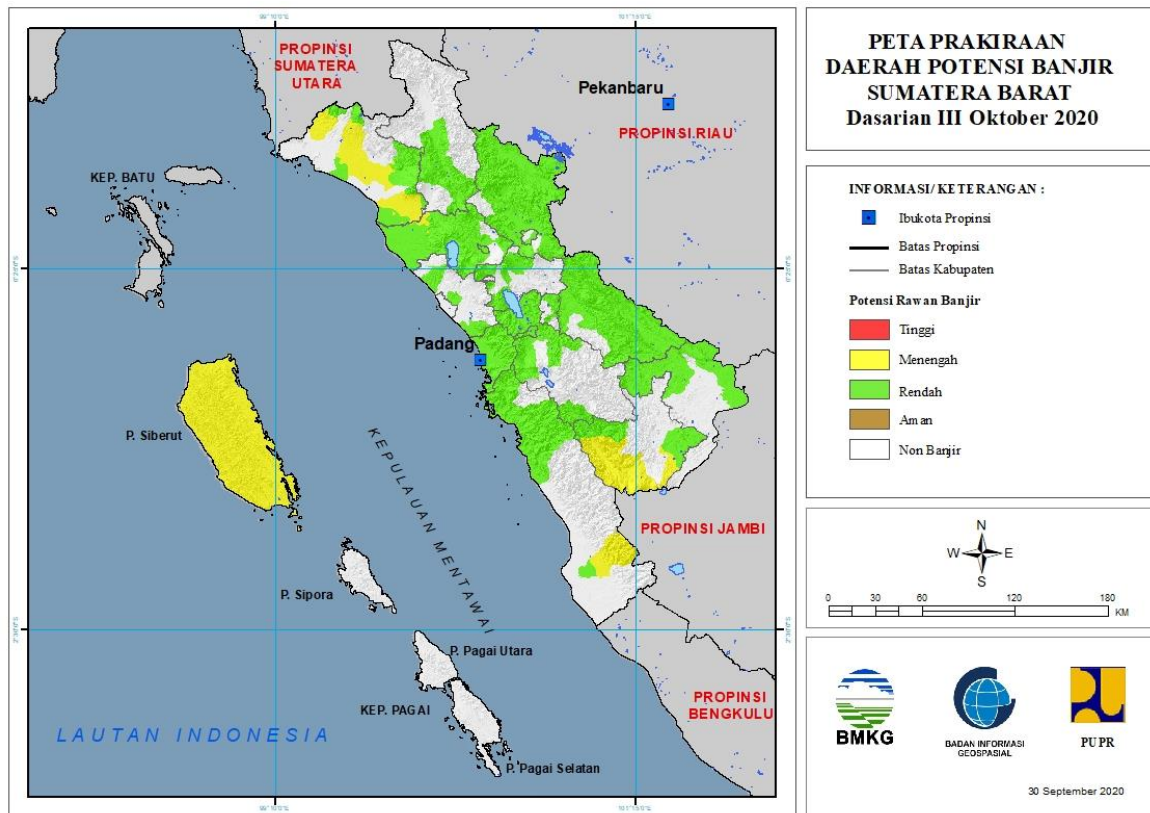 PETA PRAKIRAAN
DAERAH POTENSI BANJIR
SUMATERA BARAT
Dasarian III Oktober 2020
INFORMASI/ KETERANGAN :
Ibukota Propinsi
Batas Propinsi
Batas Kabupaten
Potensi Rawan Banjir
Tinggi
Menengah
Rendah
Aman
Non Banjir
N
W E
S
0 30 60 120 180
KM
BMKG
BADAN INFORMASI
GEOSPASIAL
PUPR
30 September 2020
PROPINSI
SUMATERA
UTARA
Pekanbaru
PROPINSI RIAU
KEP. BATU
Padang
P. Siberut
KEPULAUAN MENTAWAI
PROPINSI JAMBI
P. Sipora
P. Pagai Utara
KEP. PAGAI
PROPINSI
BENGKULU
LAUTAN INDONESIA
P. Pagai Selatan